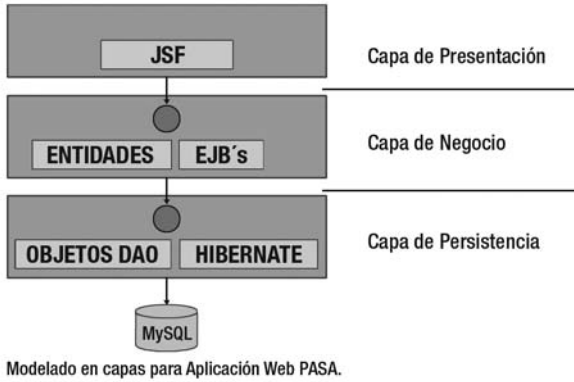 JSF
Capa de Presentación
ENTIDADES
EJB´s
Capa de Negocio
OBJETOS DAO
HIBERNATE
Capa de Persistencia
MySQL
Modelado en capas para Aplicación Web PASA.